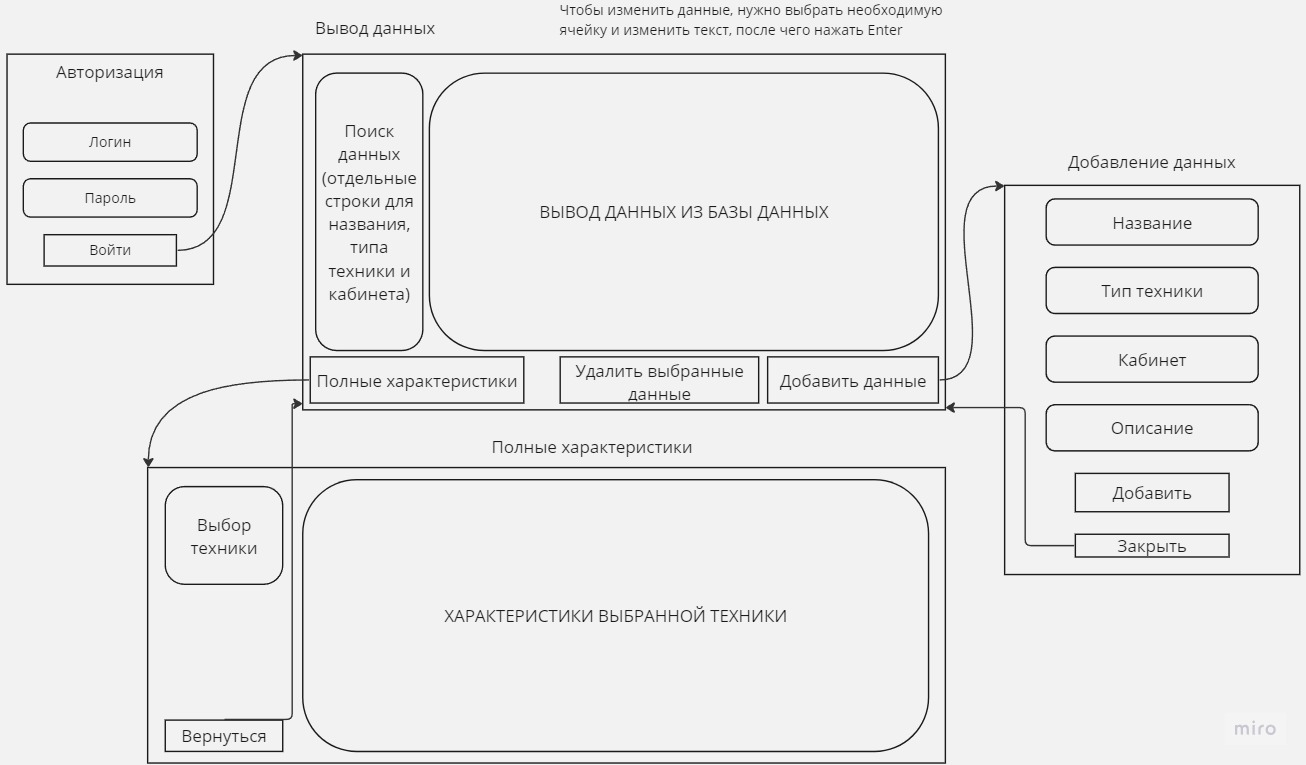 Чтобы изменить данные, нужно выбрать необходимую
ячейку и изменить текст, после чего нажать Enter
Вывод данных
Авторизация
Логин
Пароль
Войти
Поиск
данных
(отдельные
строки для
названия,
типа
техники и
кабинета)
ВЫВОД ДАННЫХ ИЗ БАЗЫ ДАННЫХ
Полные характеристики
Удалить выбранные
данные
Добавить данные
Добавление данных
Название
Тип техники
Кабинет
Описание
Добавить
Закрыть
Полные характеристики
Выбор
техники
ХАРАКТЕРИСТИКИ ВЫБРАННОЙ ТЕХНИКИ
Вернуться
miro